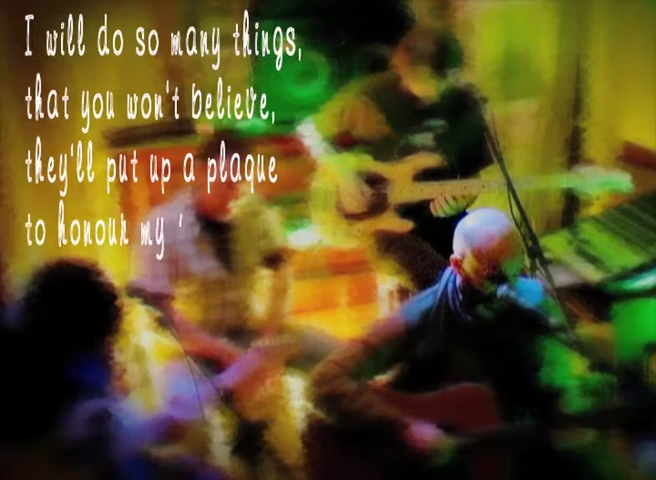 I will do so many things,
that you won't believe,
they'll put up a plaque
to honour my '